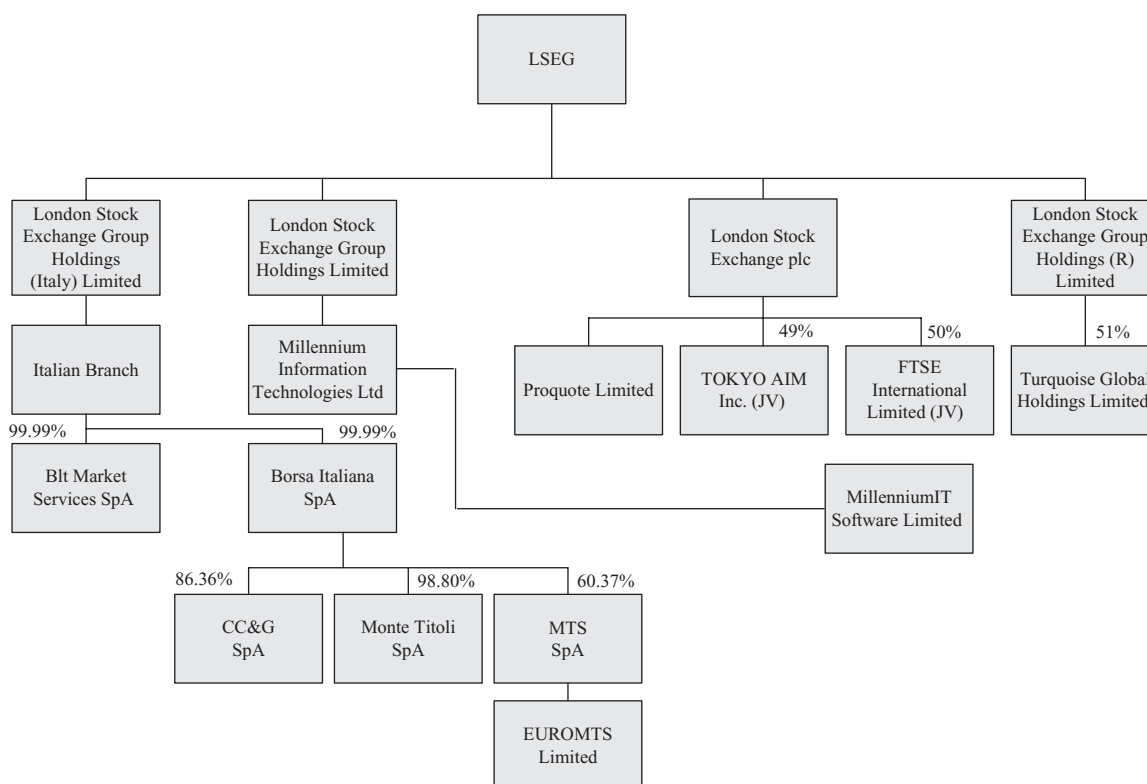 LSEG
London Stock
Exchange Group
Holdings
(Italy) Limited
London Stock
Exchange Group
Holdings Limited
London Stock
Exchange plc
London Stock
Exchange Group
Holdings (R)
Limited
Italian Branch
Millennium
Information
Technologies Ltd
Proquote Limited
49%
TOKYO AIM
Inc. (JV)
50%
FTSE
International
Limited (JV)
51%
Turquoise Global
Holdings Limited
99.99%
Blt Market
Services SpA
99.99%
Borsa Italiana
SpA
MillenniumIT
Software Limited
86.36%
CC&G
SpA
98.80%
Monte Titoli
SpA
60.37%
MTS
SpA
EUROMTS
Limited